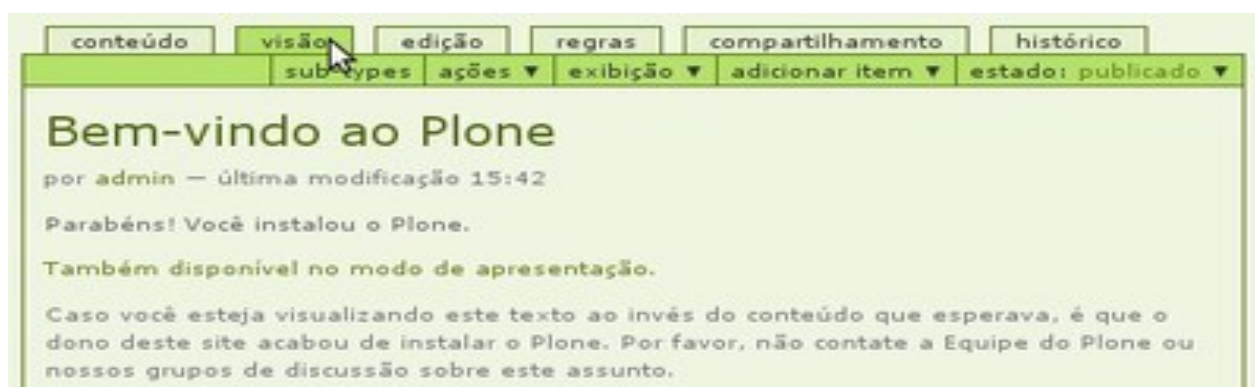 conteúdo visão edição regras compartilhamento histórico
sub-types ações ▼ exibição ▼ adicionar item ▼ estado: publicado ▼
Bem-vindo ao Plone
por admin — última modificação 15:42
Parabéns! Você instalou o Plone.
Também disponível no modo de apresentação.
Caso você esteja visualizando este texto ao invés do conteúdo que esperava, é que o
dono deste site acabou de instalar o Plone. Por favor, não contate a Equipe do Plone ou
nossos grupos de discussão sobre este assunto.